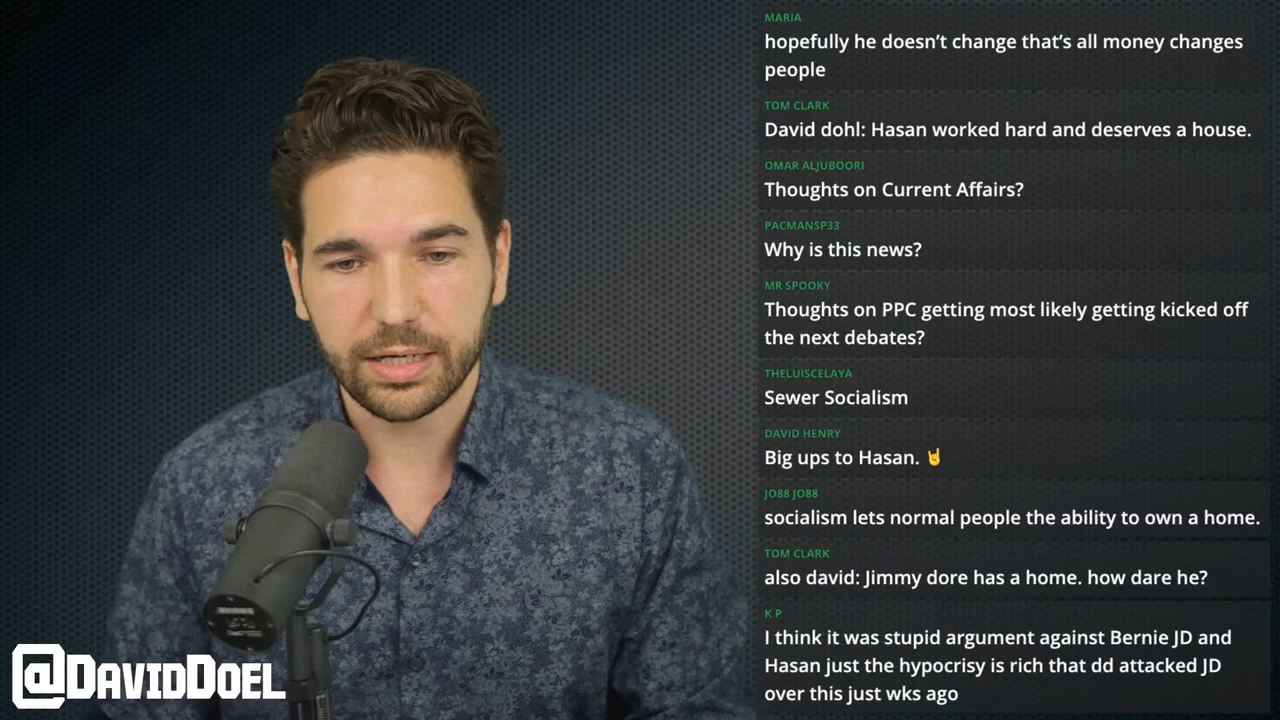 MARIA
hopefully he doesn’t change that’s all money changes
people
TOM CLARK
David dohl: Hasan worked hard and deserves a house.
OMAR ALJUBOORI
Thoughts on Current Affairs?
PACMANSP33
Why is this news?
MR SPOOKY
Thoughts on PPC getting most likely getting kicked off
the next debates?
THELUISCELAYA
Sewer Socialism
DAVID HENRY
Big ups to Hasan. 🤘
JO88 JO88
socialism lets normal people the ability to own a home.
TOM CLARK
also david: Jimmy dore has a home. how dare he?
K P
I think it was stupid argument against Bernie JD and
Hasan just the hypocrisy is rich that dd attacked JD
over this just wks ago
@DAVIDDOEL